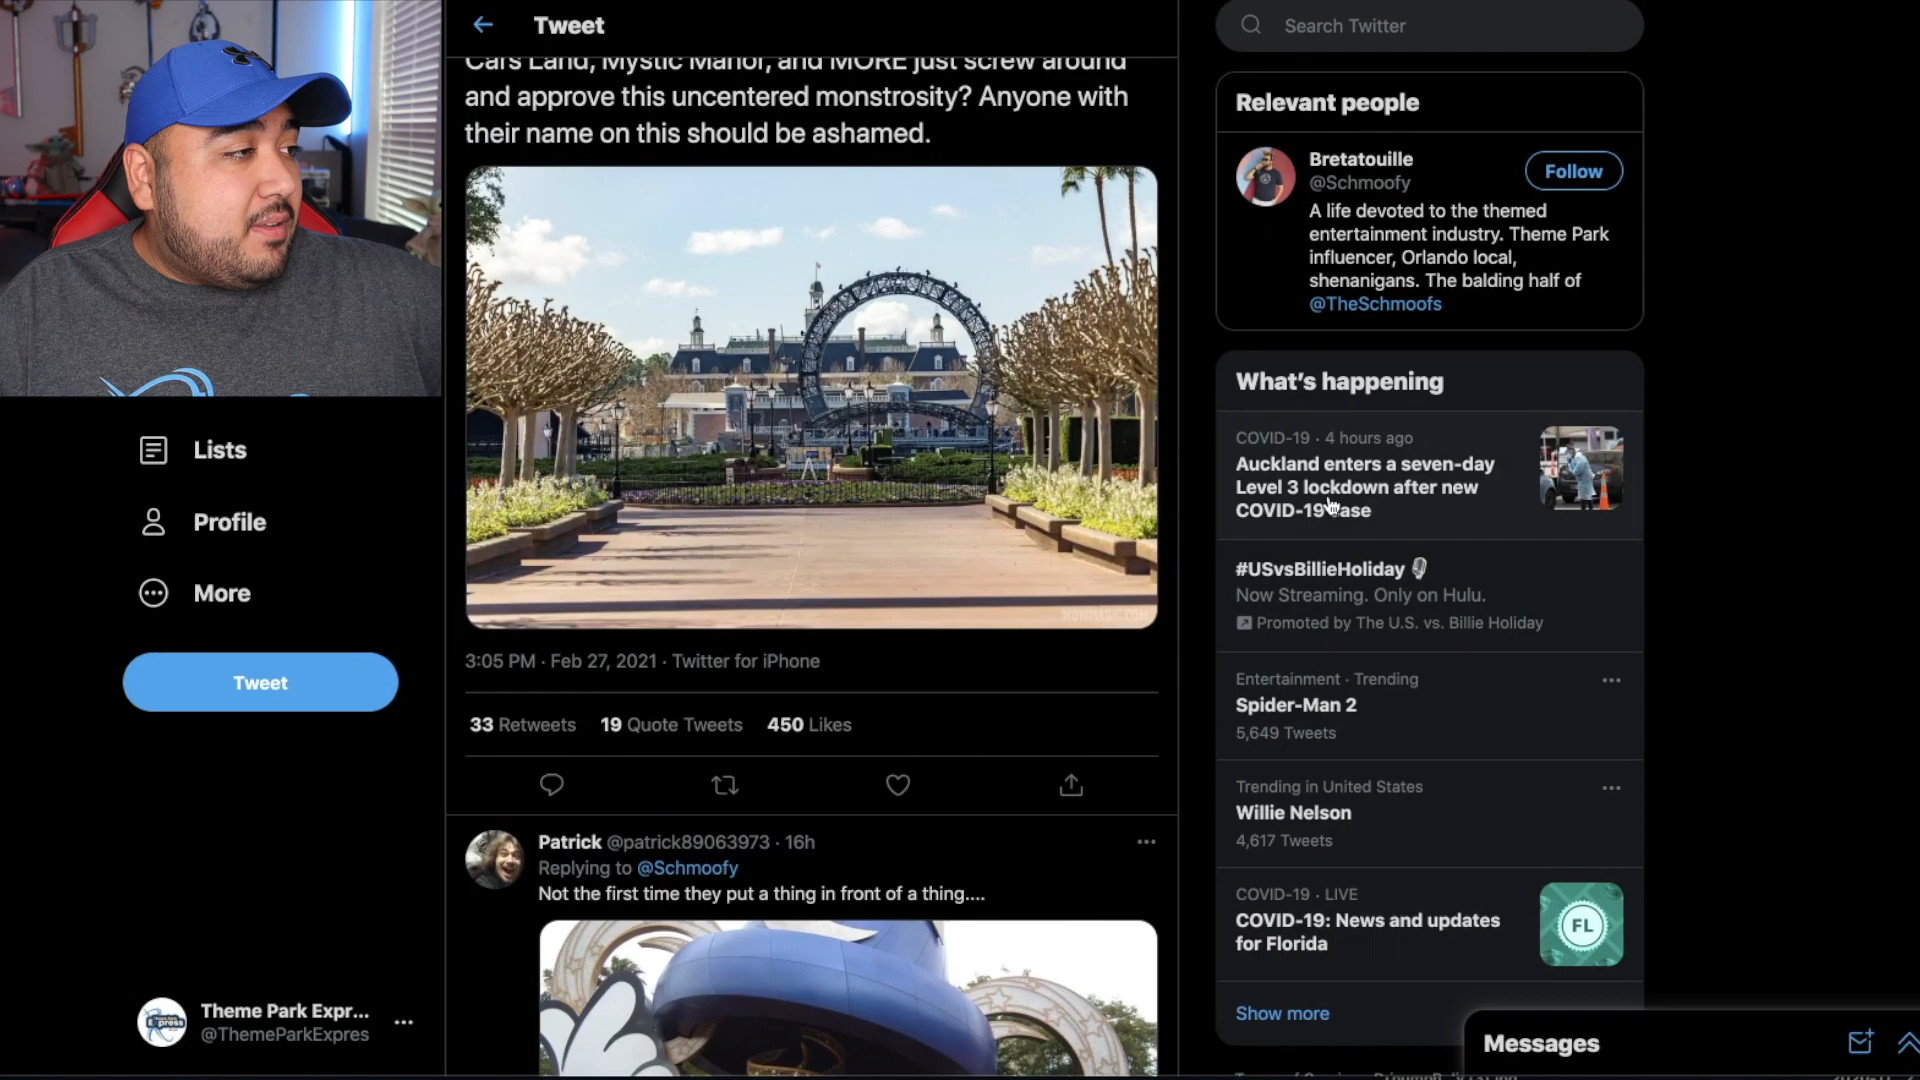 Tweet
Search Twitter
Cars Land, Mystic Manor, and MORE just screw around
and approve this uncentered monstrosity? Anyone with
their name on this should be ashamed.
WDWMAGIC.COM
3:05 PM · Feb 27, 2021 · Twitter for iPhone
33 Retweets 19 Quote Tweets 450 Likes
Patrick @patrick89063973 · 16h
Replying to @Schmoofy
Not the first time they put a thing in front of a thing....
Relevant people
Bretatouille
@Schmoofy
Follow
A life devoted to the themed
entertainment industry. Theme Park
influencer, Orlando local,
shenanigans. The balding half of
@TheSchmoofs
What's happening
COVID-19 · 4 hours ago
Auckland enters a seven-day
Level 3 lockdown after new
COVID-19 case
#USvsBillieHoliday
Now Streaming. Only on Hulu.
Promoted by The U.S. vs. Billie Holiday
Entertainment · Trending
Spider-Man 2
5,649 Tweets
Trending in United States
Willie Nelson
4,617 Tweets
COVID-19 · LIVE
COVID-19: News and updates
for Florida
FL
Show more
Messages
Lists
Profile
More
Tweet
Theme Park Expr...
@ThemeParkExpres
Express